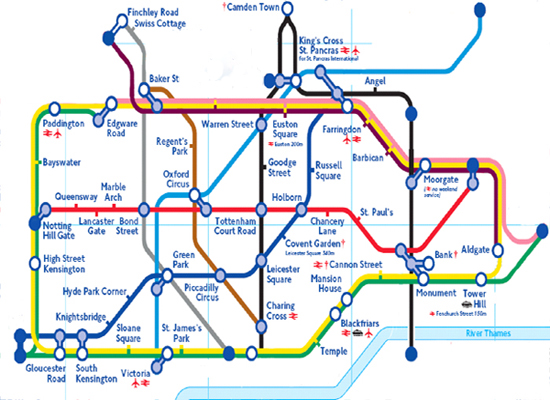 Finchley Road
Swiss Cottage
†Camden Town
King's Cross
St. Pancras
for St. Pancras International
Baker St
Angel
Paddington
Edgware
Road
Warren Street
Euston
Square
Euston 200m
Farringdon
Regent's
Park
Goodge
Street
Russell
Square
Barbican
Bayswater
Oxford
Circus
Moorgate
(no weekend
service)
Queensway
Marble
Arch
Holborn
St. Paul's
Notting
Hill Gate
Lancaster
Gate
Bond
Street
Tottenham
Court Road
Chancery
Lane
High Street
Kensington
Green
Park
Covent Garden†
Leicester Square 340m
Bank†
Aldgate
†Cannon Street
Hyde Park Corner
Piccadilly
Circus
Leicester
Square
Mansion
House
Monument
Tower
Hill
Fenchurch Street 150m
Knightsbridge
Sloane
Square
St. James's
Park
Charing
Cross
Blackfriars
River Thames
Temple
Gloucester
Road
South
Kensington
Victoria